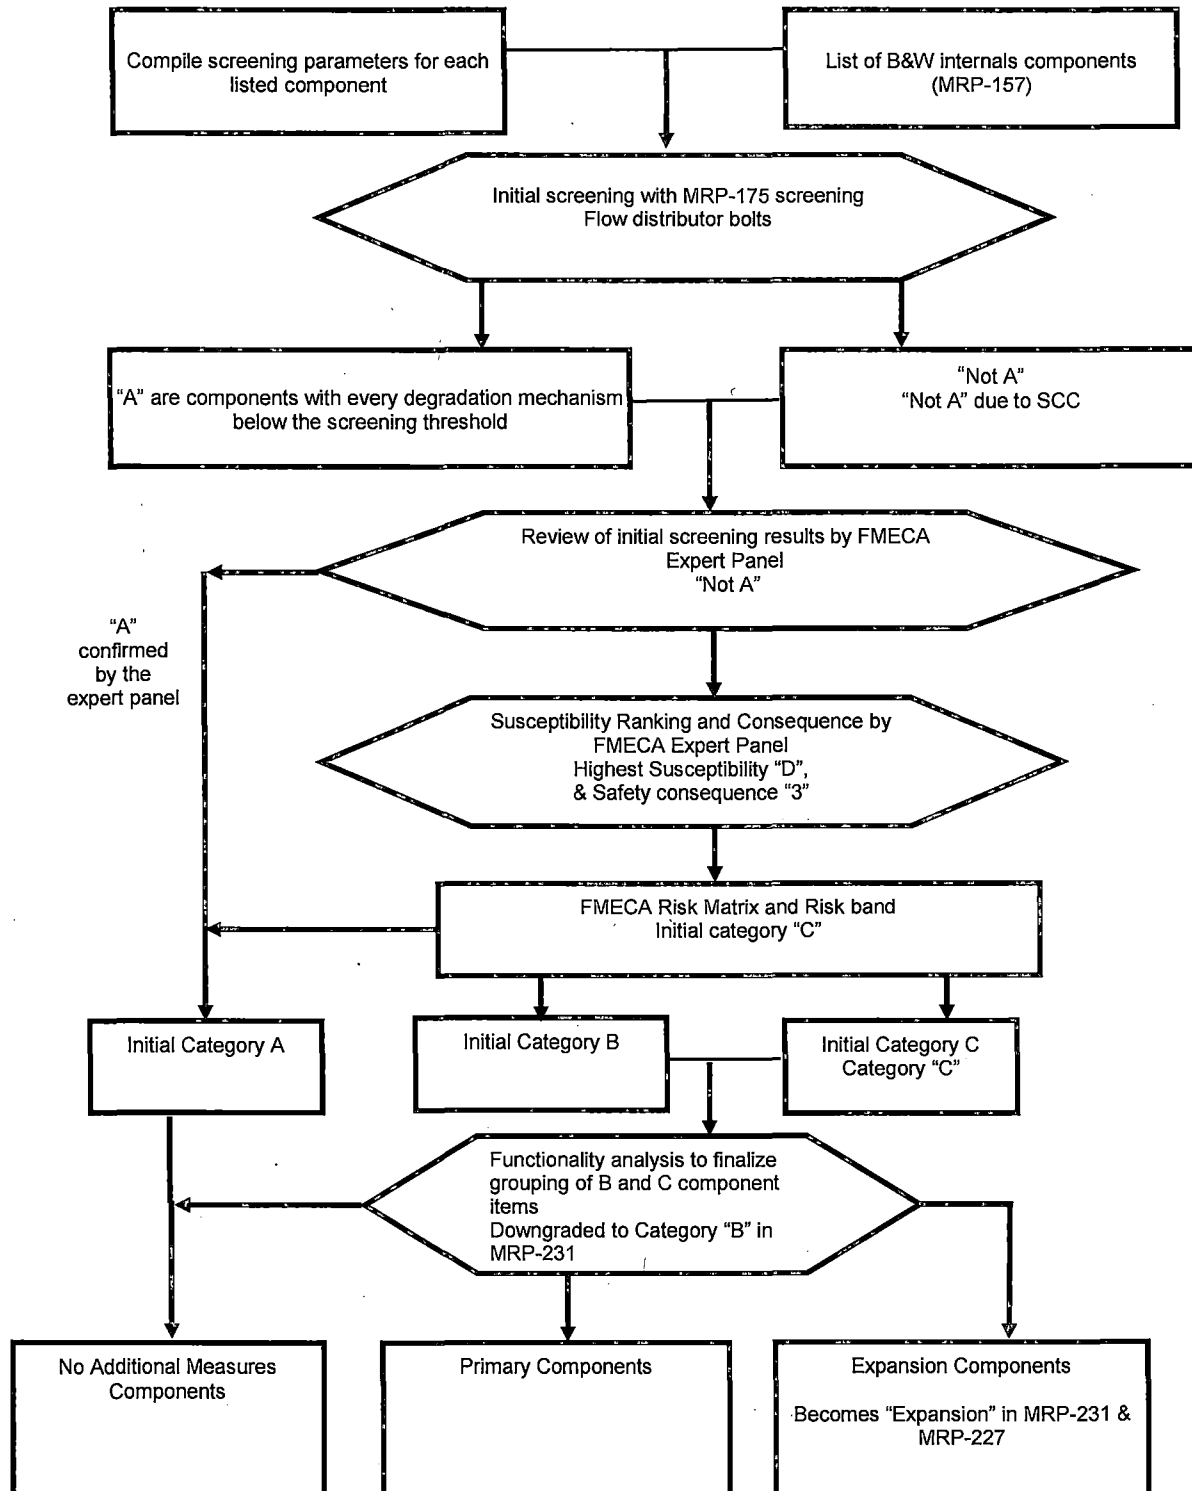 Compile screening parameters for each
listed component
List of B&W internals components
(MRP-157)
Initial screening with MRP-175 screening
Flow distributor bolts
"A" are components with every degradation mechanism
below the screening threshold
"Not A"
"Not A" due to SCC
Review of initial screening results by FMECA
Expert Panel
"Not A"
"A"
confirmed
by the
expert panel
Susceptibility Ranking and Consequence by
FMECA Expert Panel
Highest Susceptibility "D",
& Safety consequence "3"
FMECA Risk Matrix and Risk band
Initial category "C"
Initial Category A
Initial Category B
Initial Category C
Category "C"
Functionality analysis to finalize
grouping of B and C component
items
Downgraded to Category "B" in
MRP-231
No Additional Measures
Components
Primary Components
Expansion Components
Becomes "Expansion" in MRP-231 &
MRP-227